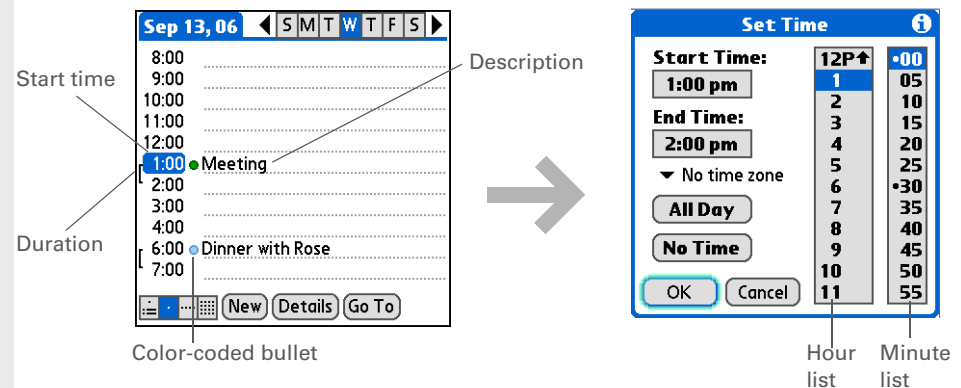 Sep 13, 06 S M T W T F S
8:00
9:00
10:00
11:00
12:00
1:00 Meeting
2:00
3:00
4:00
6:00 Dinner with Rose
7:00
New Details Go To
Start time
Duration
Description
Color-coded bullet
Set Time
Start Time:
1:00 pm
End Time:
2:00 pm
No time zone
All Day
No Time
OK Cancel
12P
1
2
3
4
5
6
7
8
9
10
11
•00
05
10
15
20
25
•30
35
40
45
50
55
Hour
list
Minute
list